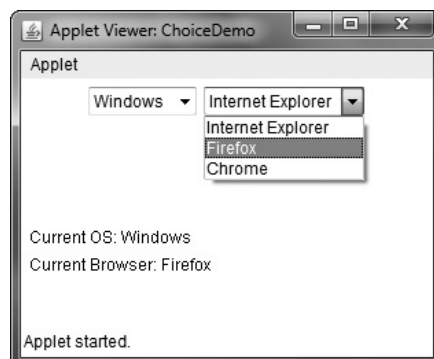 Applet Viewer: ChoiceDemo
Applet
Windows Internet Explorer
Internet Explorer
Firefox
Chrome
Current OS: Windows
Current Browser: Firefox
Applet started.